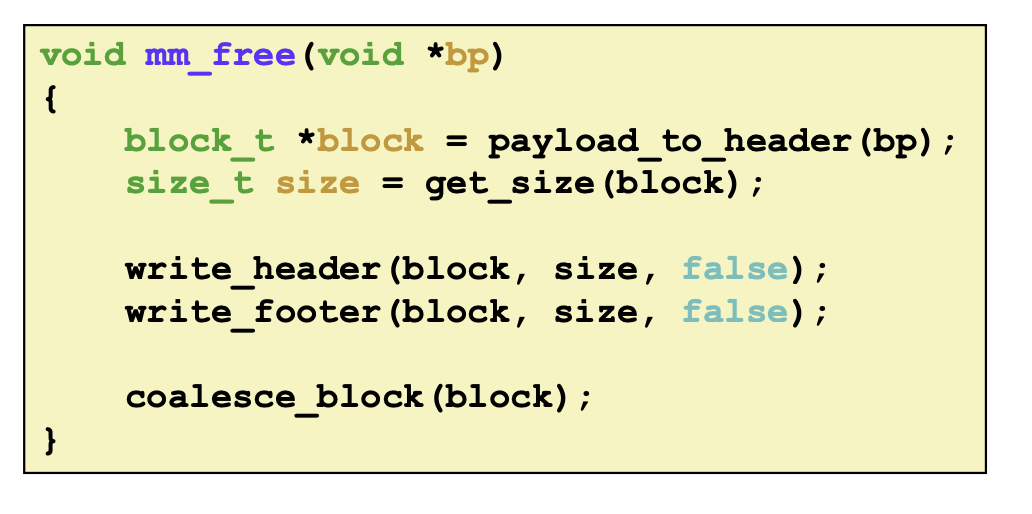 void mm_free(void *bp)
{
    block_t *block = payload_to_header(bp);
    size_t size = get_size(block);

    write_header(block, size, false);
    write_footer(block, size, false);

    coalesce_block(block);
}